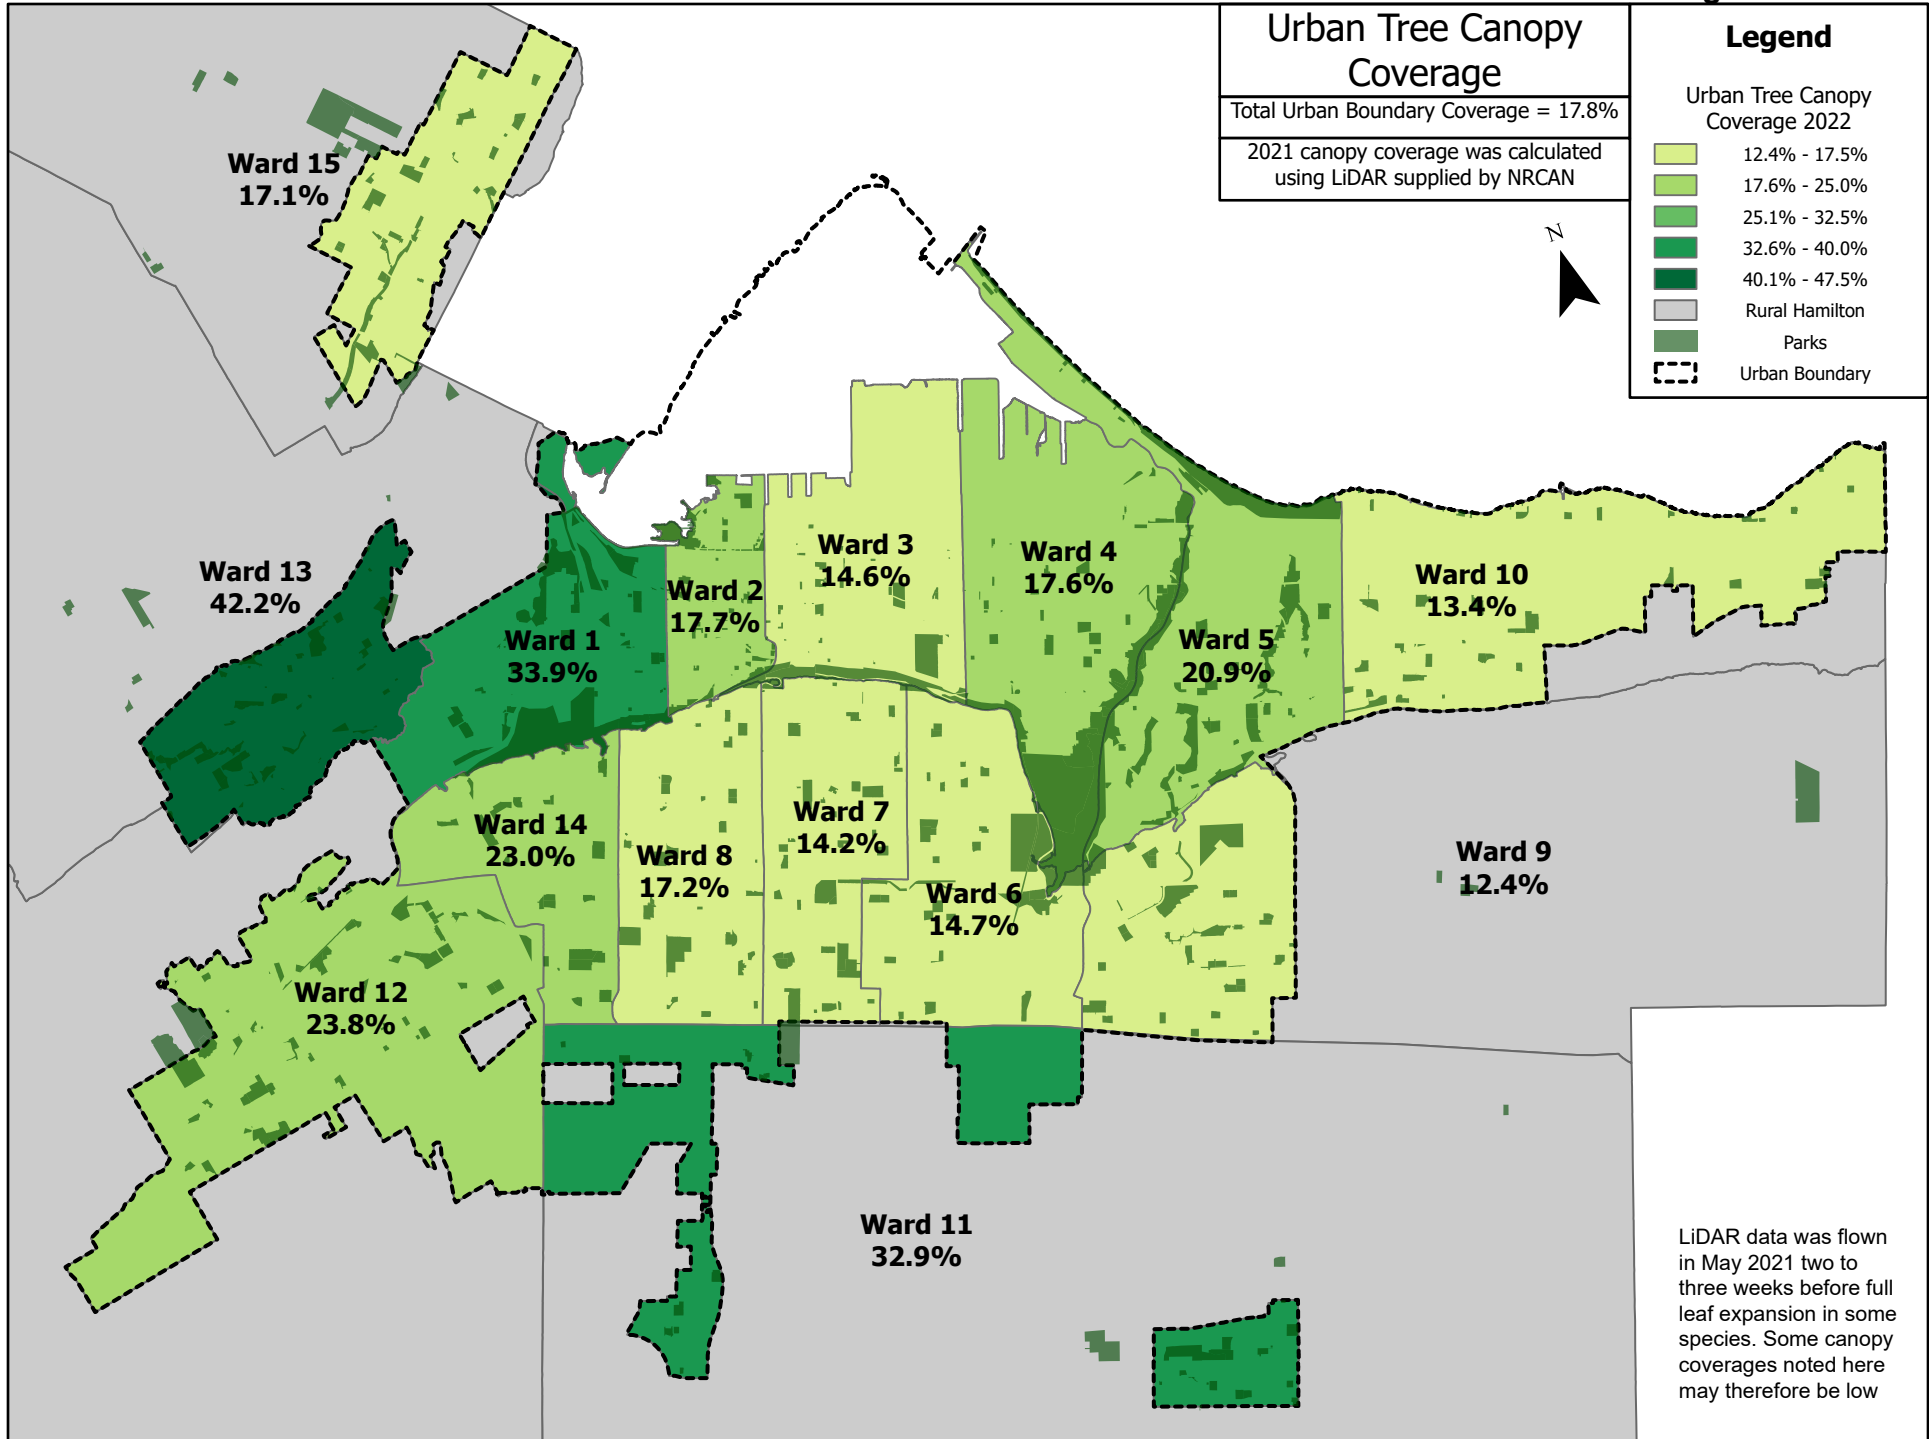 Urban Tree Canopy
Coverage
Total Urban Boundary Coverage = 17.8%
2021 canopy coverage was calculated
using LiDAR supplied by NRCAN
Legend
Urban Tree Canopy
Coverage 2022
12.4% - 17.5%
17.6% - 25.0%
25.1% - 32.5%
32.6% - 40.0%
40.1% - 47.5%
Rural Hamilton
Parks
Urban Boundary
N
Ward 15
17.1%
Ward 13
42.2%
Ward 1
33.9%
Ward 2
17.7%
Ward 3
14.6%
Ward 4
17.6%
Ward 5
20.9%
Ward 10
13.4%
Ward 14
23.0%
Ward 8
17.2%
Ward 7
14.2%
Ward 6
14.7%
Ward 9
12.4%
Ward 12
23.8%
Ward 11
32.9%
LiDAR data was flown
in May 2021 two to
three weeks before full
leaf expansion in some
species. Some canopy
coverages noted here
may therefore be low